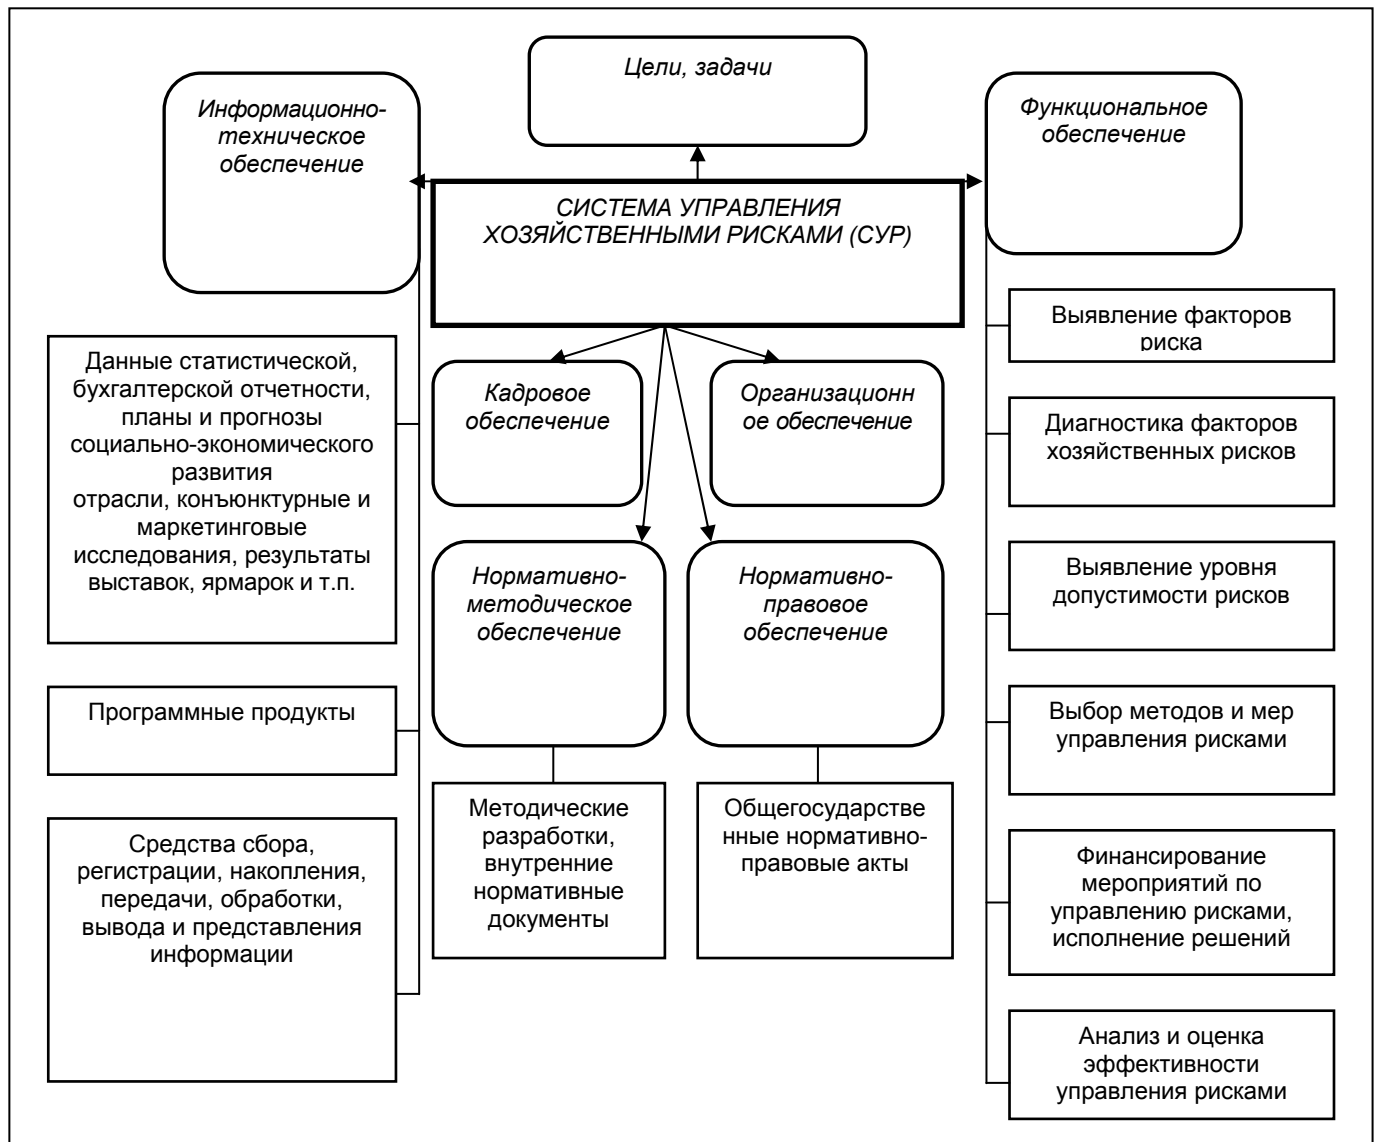 Цели, задачи
Информационно-
техническое
обеспечение
Функциональное
обеспечение
СИСТЕМА УПРАВЛЕНИЯ
ХОЗЯЙСТВЕННЫМИ РИСКАМИ (СУР)
Данные статистической,
бухгалтерской отчетности,
планы и прогнозы
социально-экономического
развития
отрасли, конъюнктурные и
маркетинговые
исследования, результаты
выставок, ярмарок и т.п.
Программные продукты
Средства сбора,
регистрации, накопления,
передачи, обработки,
вывода и представления
информации
Кадровое
обеспечение
Организационн
ое обеспечение
Нормативно-
методическое
обеспечение
Нормативно-
правовое
обеспечение
Методические
разработки,
внутренние
нормативные
документы
Общегосударстве
нные нормативно-
правовые акты
Выявление факторов
риска
Диагностика факторов
хозяйственных рисков
Выявление уровня
допустимости рисков
Выбор методов и мер
управления рисками
Финансирование
мероприятий по
управлению рисками,
исполнение решений
Анализ и оценка
эффективности
управления рисками